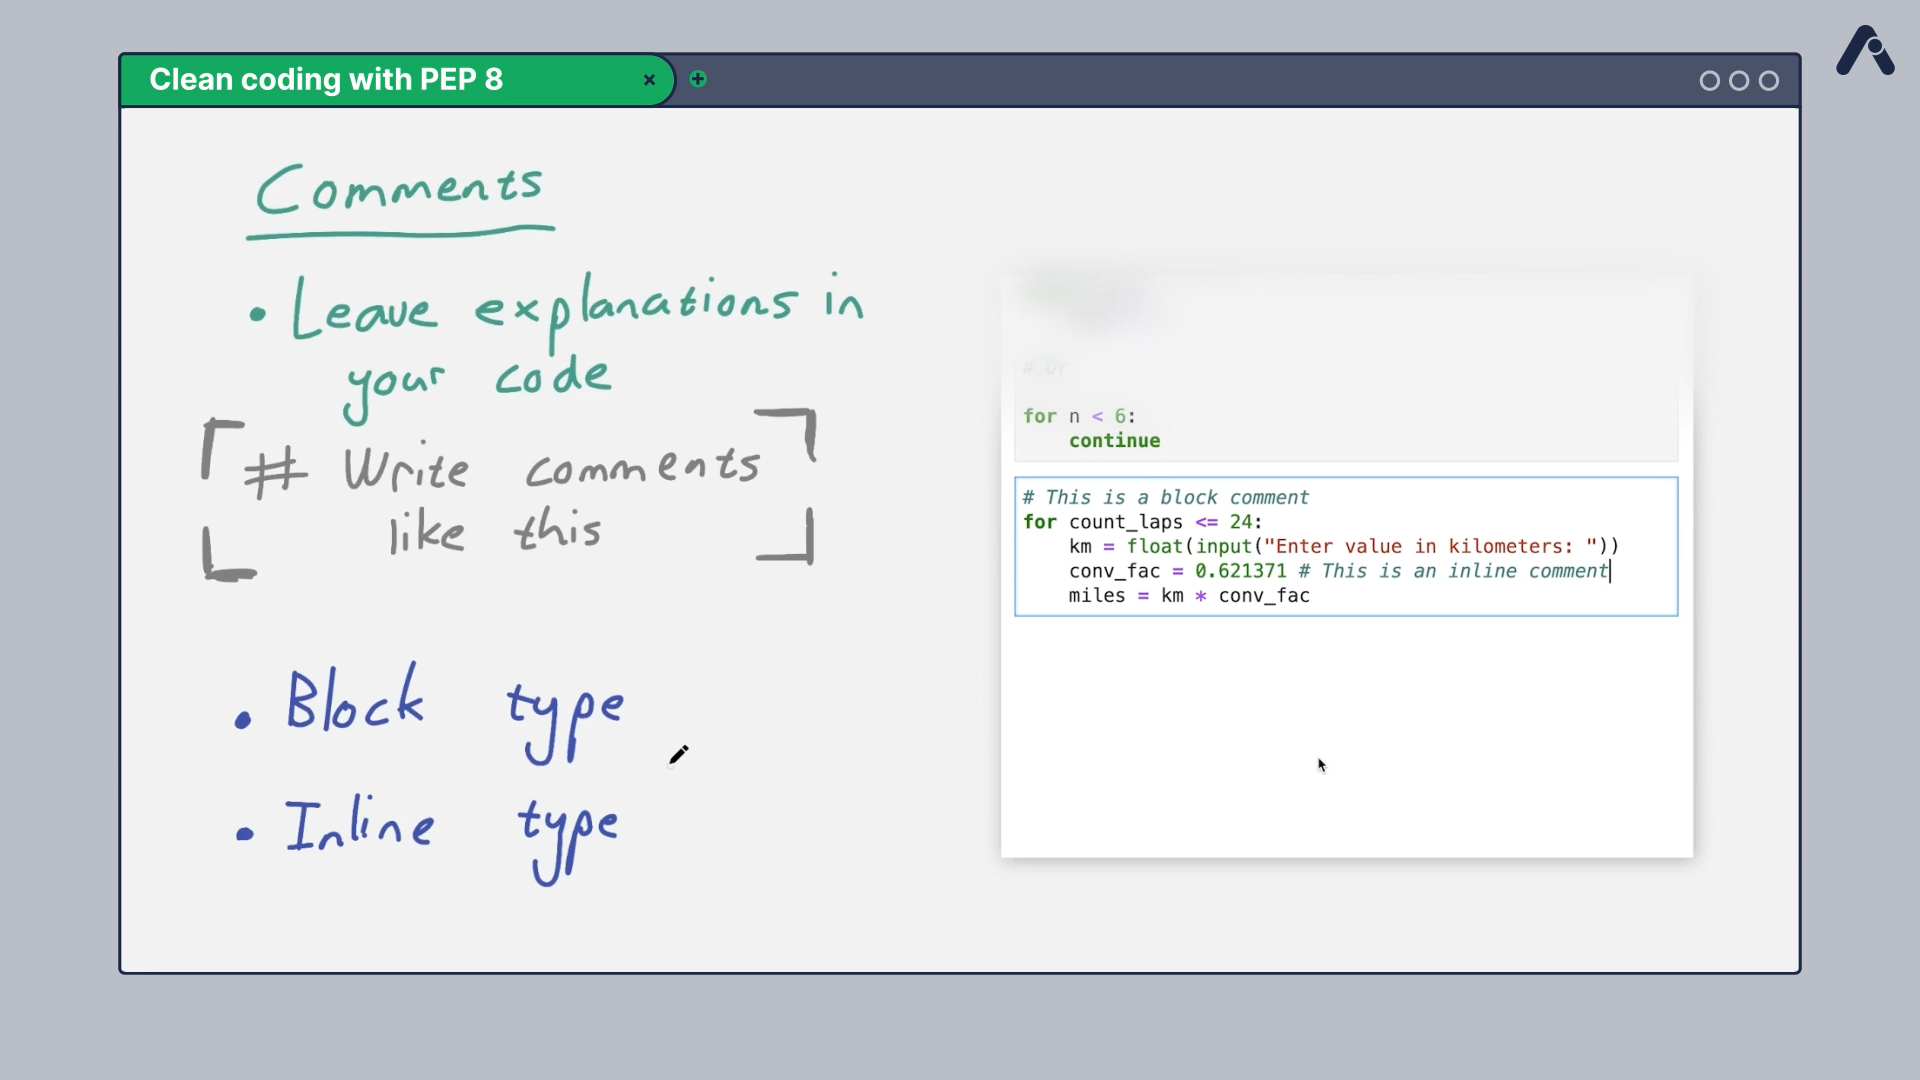 Clean coding with PEP 8
Comments
• Leave explanations in
your code
# Write comments
like this
• Block type
• Inline type
# Or
for n < 6:
    continue
# This is a block comment
for count_laps <= 24:
    km = float(input("Enter value in kilometers: "))
    conv_fac = 0.621371 # This is an inline comment
    miles = km * conv_fac